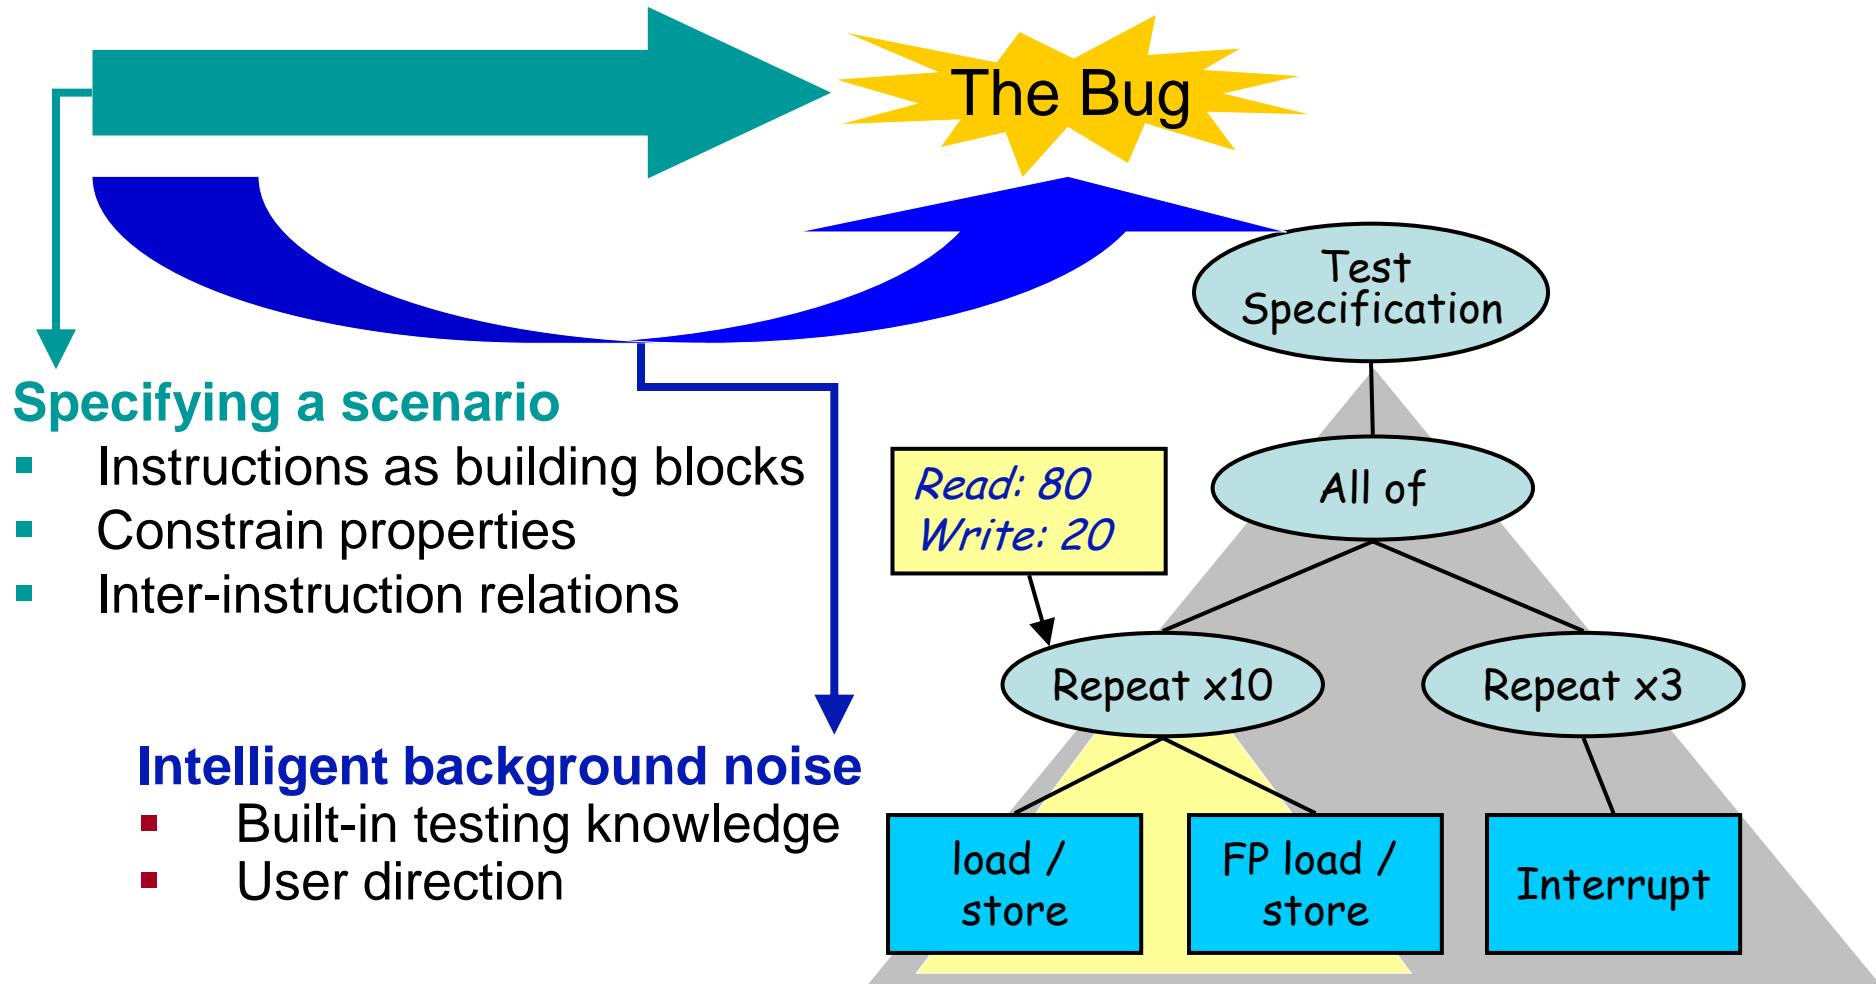 The Bug
Test
Specification
Specifying a scenario
Instructions as building blocks
Constrain properties
Inter-instruction relations
Read: 80
Write: 20
All of
Repeat x10
Repeat x3
Intelligent background noise
Built-in testing knowledge
User direction
load /
store
FP load /
store
Interrupt